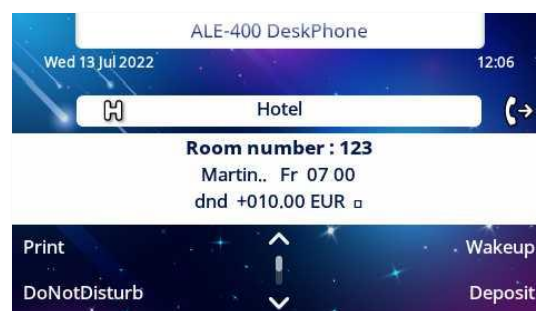 ALE-400 DeskPhone
Wed 13 Jul 2022 12:06
H Hotel
Room number : 123
Martin.. Fr 07 00
dnd +010.00 EUR ▫
Print Wakeup
DoNotDisturb Deposit